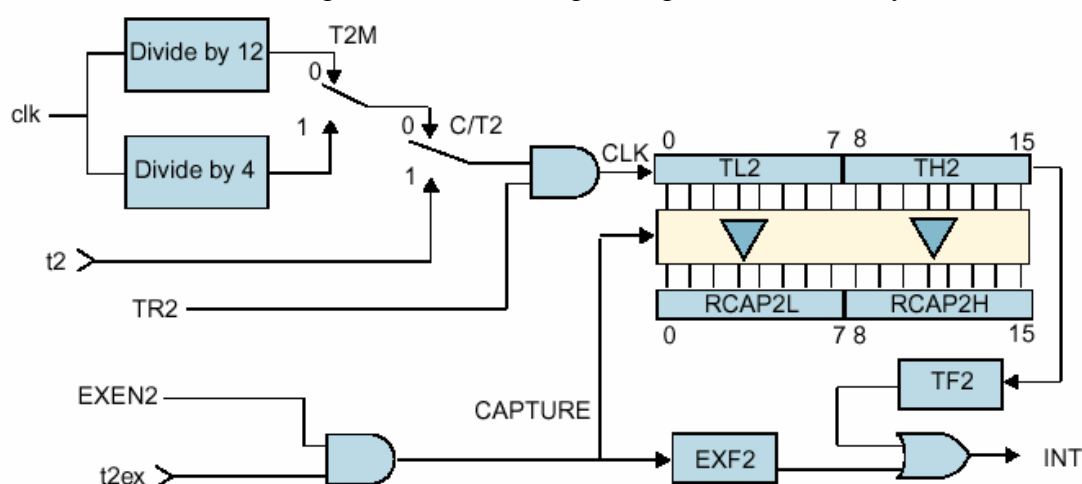 T2M
Divide by 12
0
clk
1
0
C/T2
Divide by 4
1
CLK
0
7
8
15
TL2
TH2
t2
TR2
RCAP2L
RCAP2H
0
7
8
15
EXEN2
CAPTURE
TF2
t2ex
EXF2
INT